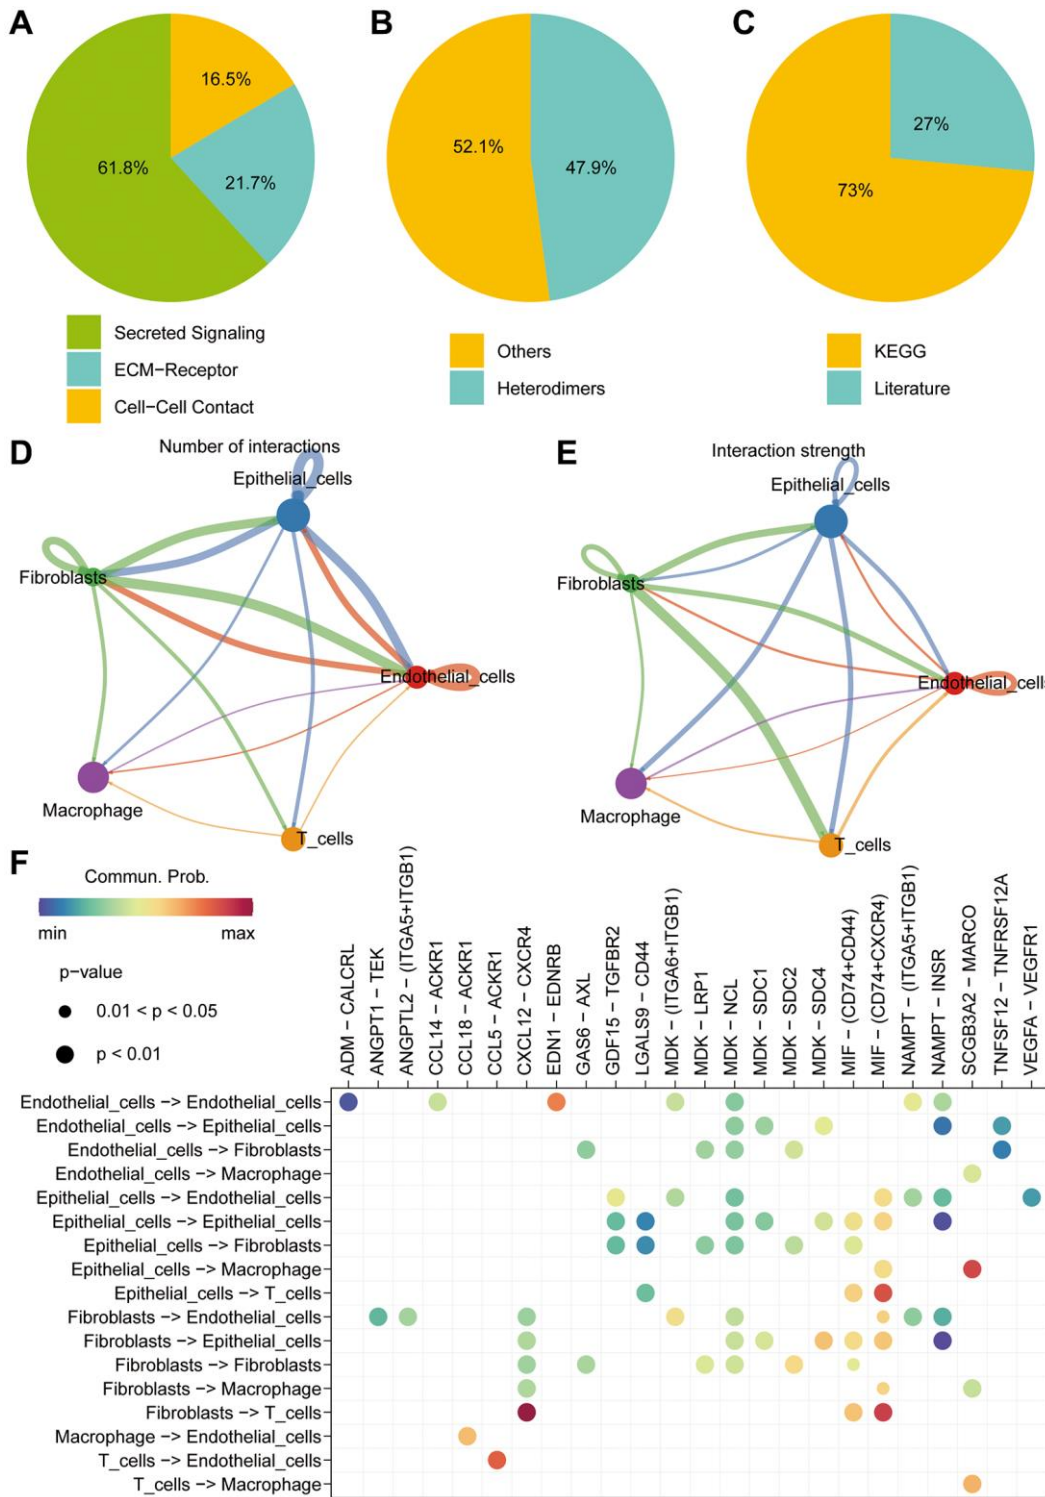 A
B
C
16.5%
61.8%
21.7%
52.1%
47.9%
27%
73%
Secreted Signaling
ECM−Receptor
Cell−Cell Contact
Others
Heterodimers
KEGG
Literature
D
Number of interactions
Epithelial_cells
Fibroblasts
Endothelial_cells
Macrophage
T_cells
E
Interaction strength
Epithelial_cells
Fibroblasts
Endothelial_cells
Macrophage
T_cells
F
Commun. Prob.
min
max
p-value
0.01 < p < 0.05
p < 0.01
ADM − CALCRL
ANGPT1 − TEK
ANGPTL2 − (ITGA5+ITGB1)
CCL14 − ACKR1
CCL18 − ACKR1
CCL5 − ACKR1
CXCL12 − CXCR4
EDN1 − EDNRB
GAS6 − AXL
GDF15 − TGFBR2
LGALS9 − CD44
MDK − (ITGA6+ITGB1)
MDK − LRP1
MDK − NCL
MDK − SDC1
MDK − SDC2
MDK − SDC4
MIF − (CD74+CD44)
MIF − (CD74+CXCR4)
NAMPT − (ITGA5+ITGB1)
NAMPT − INSR
SCGB3A2 − MARCO
TNFSF12 − TNFRSF12A
VEGFA − VEGFR1
Endothelial_cells −> Endothelial_cells
Endothelial_cells −> Epithelial_cells
Endothelial_cells −> Fibroblasts
Endothelial_cells −> Macrophage
Epithelial_cells −> Endothelial_cells
Epithelial_cells −> Epithelial_cells
Epithelial_cells −> Fibroblasts
Epithelial_cells −> Macrophage
Epithelial_cells −> T_cells
Fibroblasts −> Endothelial_cells
Fibroblasts −> Epithelial_cells
Fibroblasts −> Fibroblasts
Fibroblasts −> Macrophage
Fibroblasts −> T_cells
Macrophage −> Endothelial_cells
T_cells −> Endothelial_cells
T_cells −> Macrophage